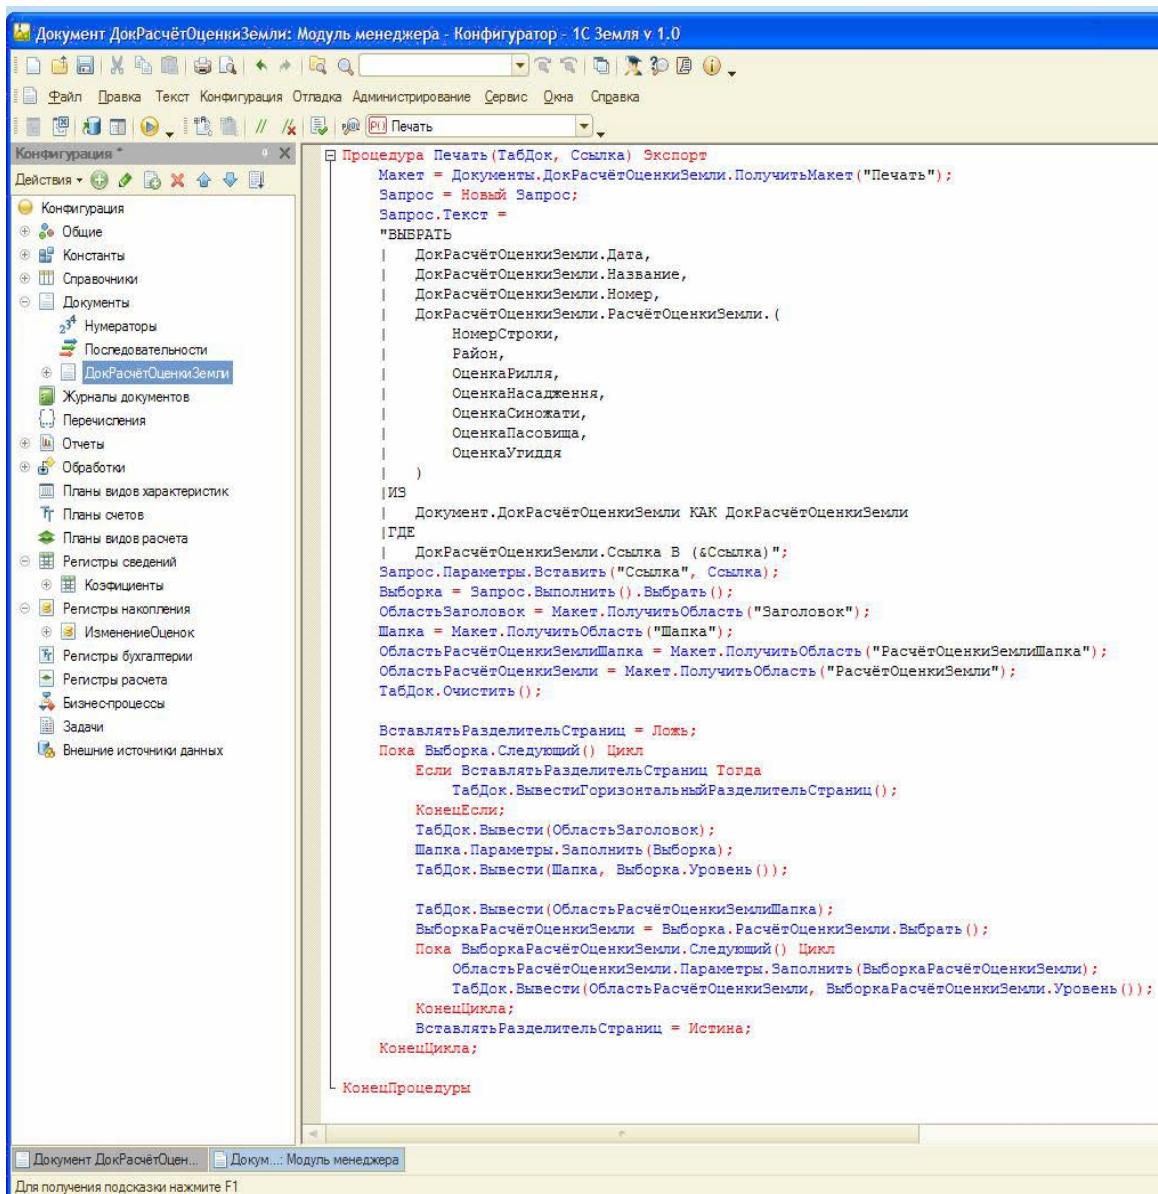 Документ ДокРасчётОценкиЗемли: Модуль менеджера - Конфигуратор - 1С Земля v 1.0
Файл Правка Текст Конфигурация Отладка Администрирование Сервис Окна Справка
Печать
Конфигурация *
Действия
Конфигурация
Общие
Константы
Справочники
Документы
Нумераторы
Последовательности
ДокРасчётОценкиЗемли
Журналы документов
Перечисления
Отчеты
Обработки
Планы видов характеристик
Планы счетов
Планы видов расчета
Регистры сведений
Коэфициенты
Регистры накопления
ИзменениеОценок
Регистры бухгалтерии
Регистры расчета
Бизнес-процессы
Задачи
Внешние источники данных
Процедура Печать(ТабДок, Ссылка) Экспорт
Макет = Документы.ДокРасчётОценкиЗемли.ПолучитьМакет("Печать");
Запрос = Новый Запрос;
Запрос.Текст =
"ВЫБРАТЬ
| ДокРасчётОценкиЗемли.Дата,
| ДокРасчётОценкиЗемли.Название,
| ДокРасчётОценкиЗемли.Номер,
| ДокРасчётОценкиЗемли.РасчётОценкиЗемли.(
| НомерСтроки,
| Район,
| ОценкаРилля,
| ОценкаНасадження,
| ОценкаСиножати,
| ОценкаПасовища,
| ОценкаУгиддя
| )
|ИЗ
| Документ.ДокРасчётОценкиЗемли КАК ДокРасчётОценкиЗемли
|ГДЕ
| ДокРасчётОценкиЗемли.Ссылка В (&Ссылка)";
Запрос.Параметры.Вставить("Ссылка", Ссылка);
Выборка = Запрос.Выполнить().Выбрать();
ОбластьЗаголовок = Макет.ПолучитьОбласть("Заголовок");
Шапка = Макет.ПолучитьОбласть("Шапка");
ОбластьРасчётОценкиЗемлиШапка = Макет.ПолучитьОбласть("РасчётОценкиЗемлиШапка");
ОбластьРасчётОценкиЗемли = Макет.ПолучитьОбласть("РасчётОценкиЗемли");
ТабДок.Очистить();
ВставлятьРазделительСтраниц = Ложь;
Пока Выборка.Следующий() Цикл
Если ВставлятьРазделительСтраниц Тогда
ТабДок.ВывестиГоризонтальныйРазделительСтраниц();
КонецЕсли;
ТабДок.Вывести(ОбластьЗаголовок);
Шапка.Параметры.Заполнить(Выборка);
ТабДок.Вывести(Шапка, Выборка.Уровень());
ТабДок.Вывести(ОбластьРасчётОценкиЗемлиШапка);
ВыборкаРасчётОценкиЗемли = Выборка.РасчётОценкиЗемли.Выбрать();
Пока ВыборкаРасчётОценкиЗемли.Следующий() Цикл
ОбластьРасчётОценкиЗемли.Параметры.Заполнить(ВыборкаРасчётОценкиЗемли);
ТабДок.Вывести(ОбластьРасчётОценкиЗемли, ВыборкаРасчётОценкиЗемли.Уровень());
КонецЦикла;
ВставлятьРазделительСтраниц = Истина;
КонецЦикла;
КонецПроцедуры
Документ ДокРасчётОцен... Докум...: Модуль менеджера
Для получения подсказки нажмите F1